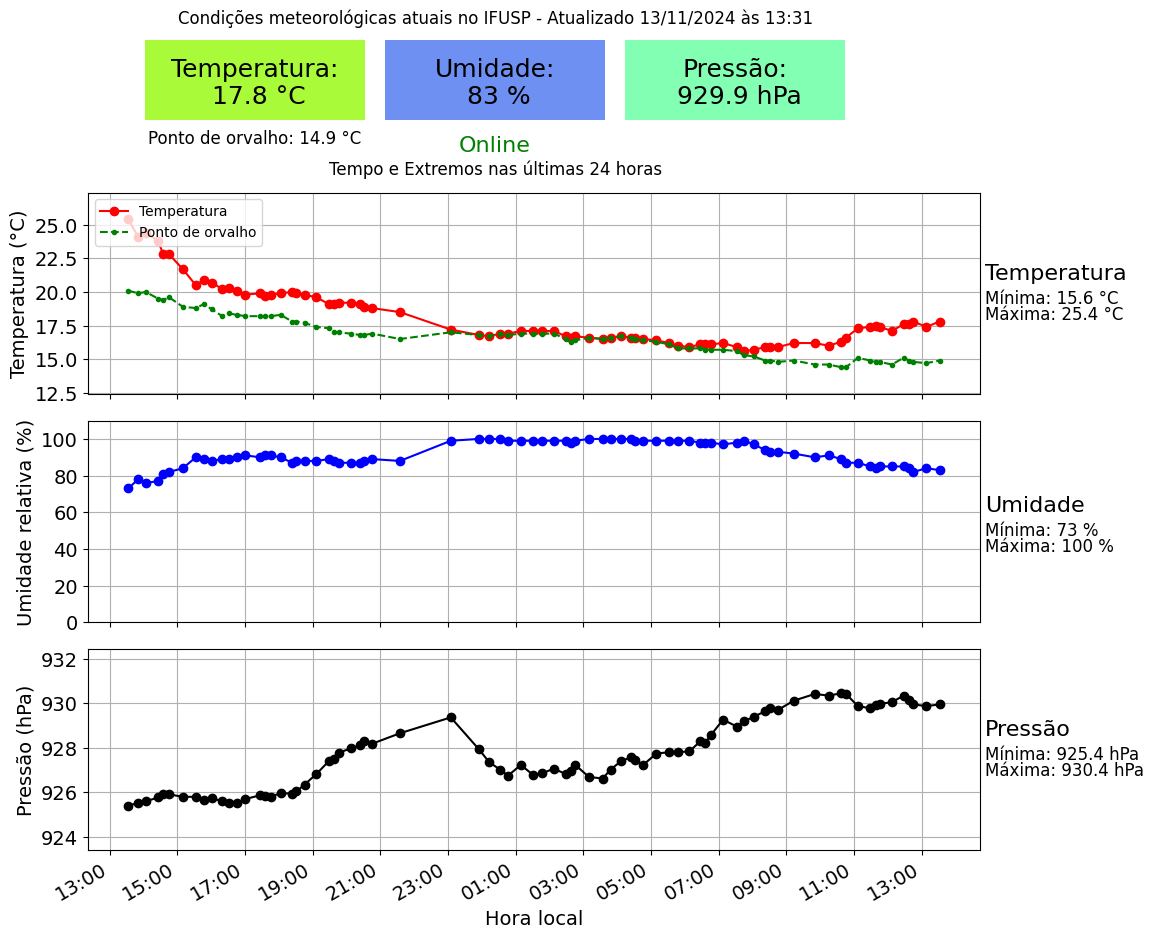 Condições meteorológicas atuais no IFUSP - Atualizado 13/11/2024 às 13:31
Temperatura:
17.8 °C
Umidade:
83 %
Pressão:
929.9 hPa
Ponto de orvalho: 14.9 °C
Online
Tempo e Extremos nas últimas 24 horas
Temperatura (°C)
25.0
22.5
20.0
17.5
15.0
12.5
Temperatura
Ponto de orvalho
Temperatura
Mínima: 15.6 °C
Máxima: 25.4 °C
Umidade relativa (%)
100
80
60
40
20
0
Umidade
Mínima: 73 %
Máxima: 100 %
Pressão (hPa)
932
930
928
926
924
Pressão
Mínima: 925.4 hPa
Máxima: 930.4 hPa
13:00 15:00 17:00 19:00 21:00 23:00 01:00 03:00 05:00 07:00 09:00 11:00 13:00
Hora local